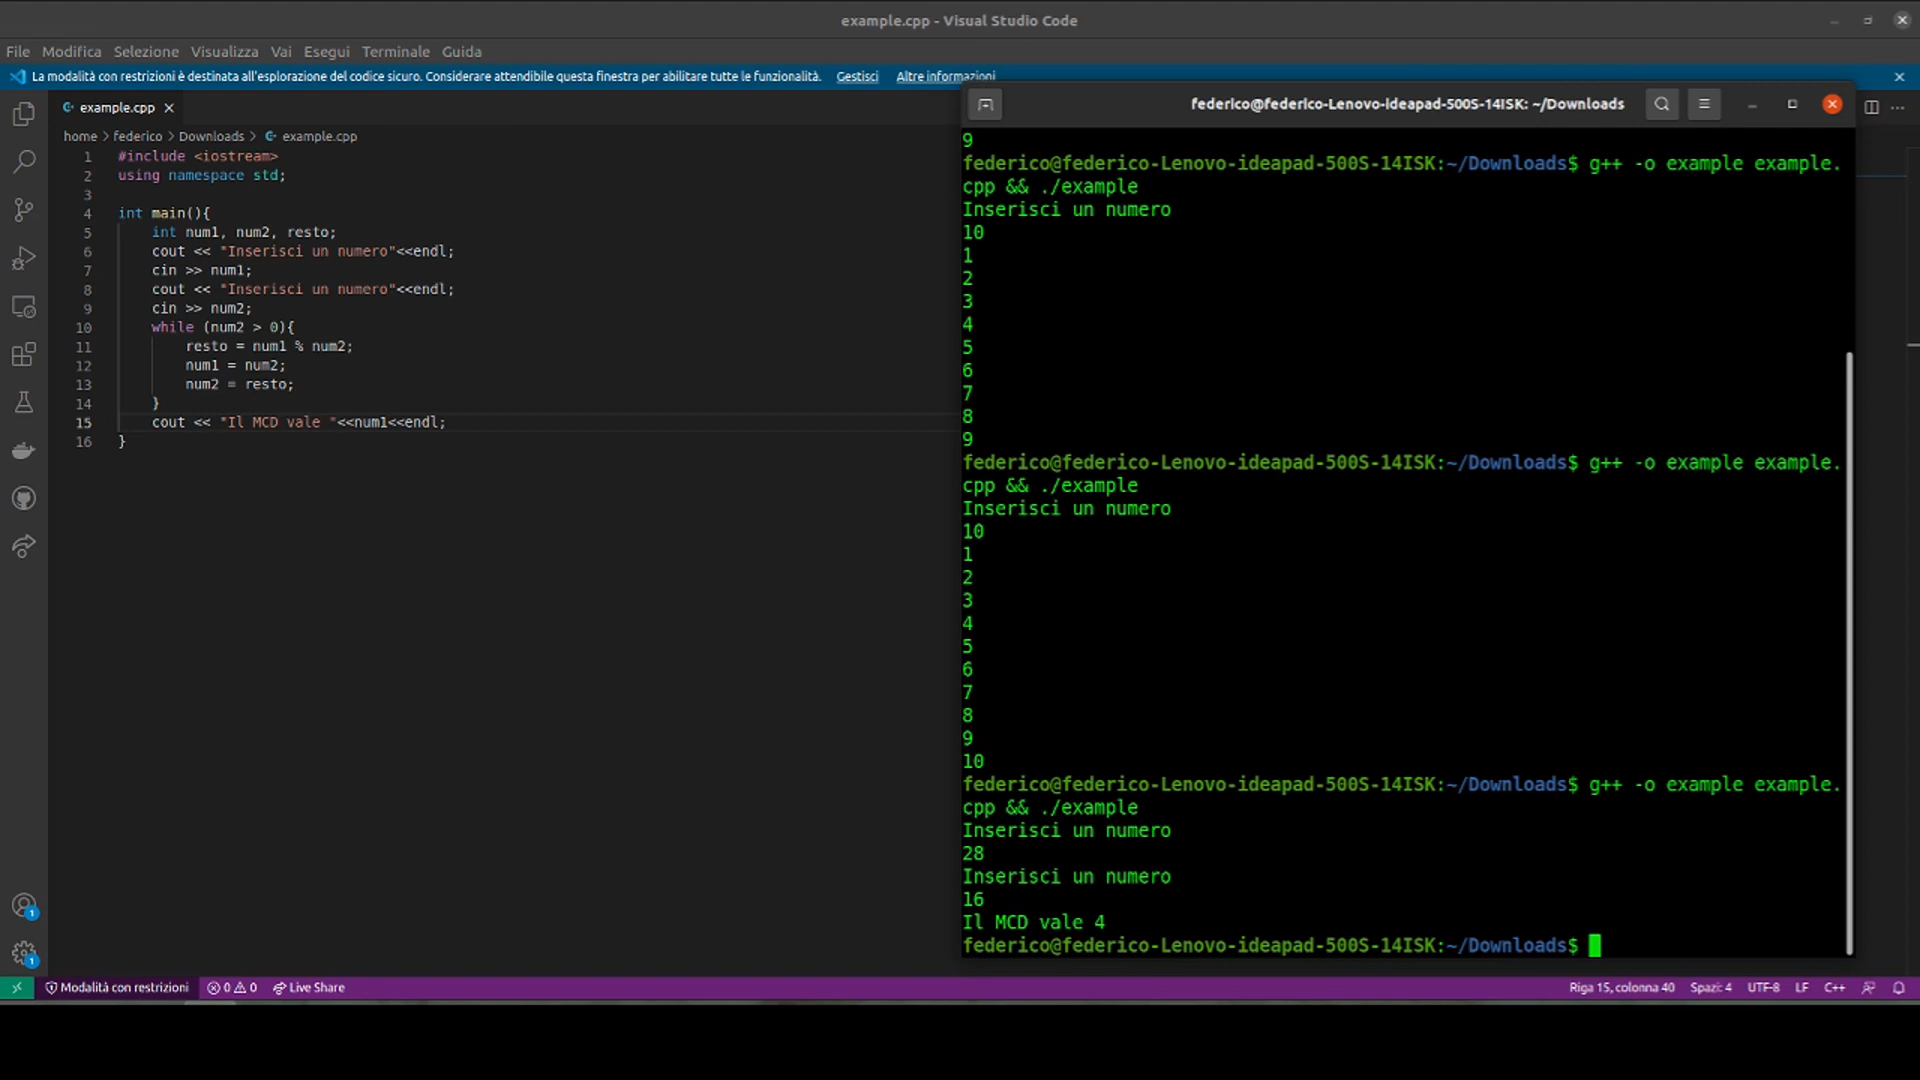 example.cpp - Visual Studio Code
File Modifica Selezione Visualizza Vai Esegui Terminale Guida
La modalità con restrizioni è destinata all'esplorazione del codice sicuro. Considerare attendibile questa finestra per abilitare tutte le funzionalità. Gestisci Altre informazioni
example.cpp
home > federico > Downloads > example.cpp
1 #include <iostream>
2 using namespace std;
3
4 int main(){
5 int num1, num2, resto;
6 cout << "Inserisci un numero"<<endl;
7 cin >> num1;
8 cout << "Inserisci un numero"<<endl;
9 cin >> num2;
10 while (num2 > 0){
11 resto = num1 % num2;
12 num1 = num2;
13 num2 = resto;
14 }
15 cout << "Il MCD vale "<<num1<<endl;
16 }
federico@federico-Lenovo-ideapad-500S-14ISK: ~/Downloads
9
federico@federico-Lenovo-ideapad-500S-14ISK:~/Downloads$ g++ -o example example.
cpp && ./example
Inserisci un numero
10
1
2
3
4
5
6
7
8
9
federico@federico-Lenovo-ideapad-500S-14ISK:~/Downloads$ g++ -o example example.
cpp && ./example
Inserisci un numero
10
1
2
3
4
5
6
7
8
9
10
federico@federico-Lenovo-ideapad-500S-14ISK:~/Downloads$ g++ -o example example.
cpp && ./example
Inserisci un numero
28
Inserisci un numero
16
Il MCD vale 4
federico@federico-Lenovo-ideapad-500S-14ISK:~/Downloads$
1
1
Modalità con restrizioni 0 0 Live Share Riga 15, colonna 40 Spazi: 4 UTF-8 LF C++